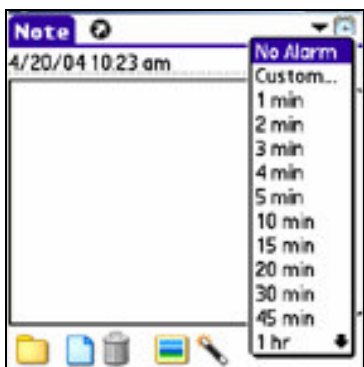 Note
4/20/04 10:23 am
No Alarm
Custom...
1 min
2 min
3 min
4 min
5 min
10 min
15 min
20 min
30 min
45 min
1 hr